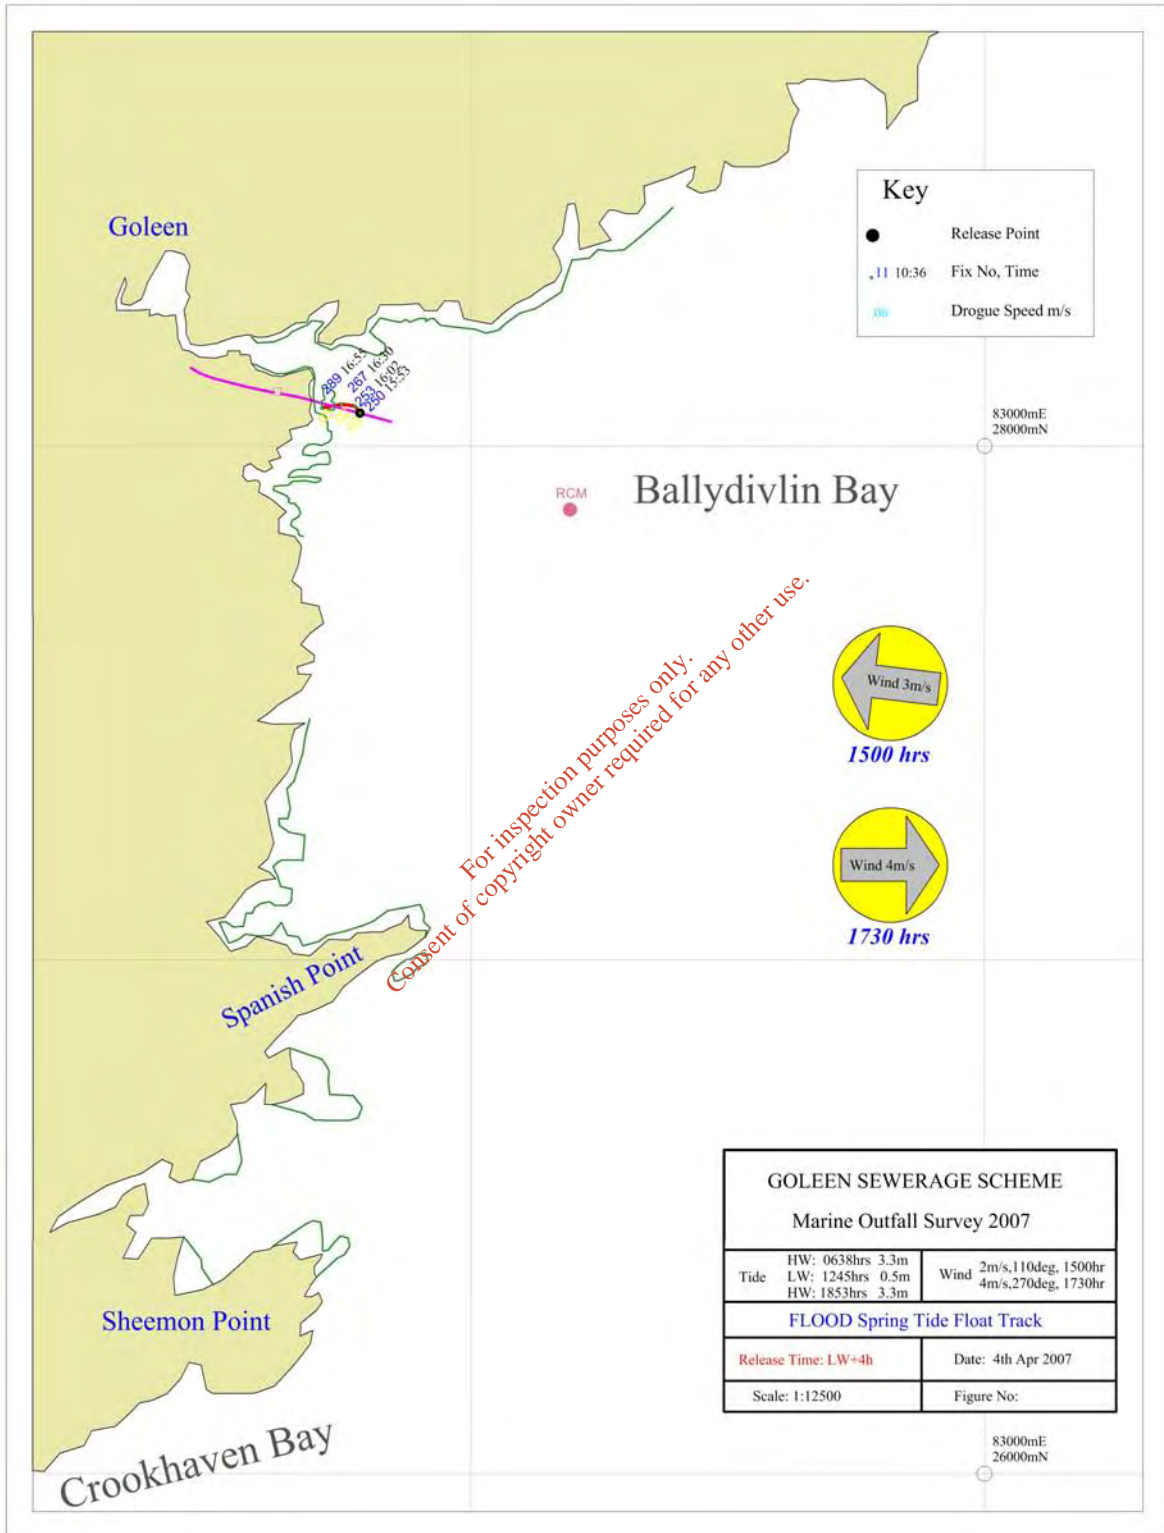 Key
Release Point
.11 10:36 Fix No, Time
Drogue Speed m/s
Goleen
289 16:55
267 16:30
253 16:02
250 15:53
83000mE
28000mN
RCM
Ballydivlin Bay
Wind 3m/s
1500 hrs
For inspection purposes only.
Consent of copyright owner required for any other use.
Wind 4m/s
1730 hrs
Spanish Point
GOLEEN SEWERAGE SCHEME
Marine Outfall Survey 2007
Tide
HW: 0638hrs 3.3m
LW: 1245hrs 0.5m
HW: 1853hrs 3.3m
Wind
2m/s,110deg, 1500hr
4m/s,270deg, 1730hr
FLOOD Spring Tide Float Track
Release Time: LW+4h
Date: 4th Apr 2007
Scale: 1:12500
Figure No:
Sheemon Point
Crookhaven Bay
83000mE
26000mN